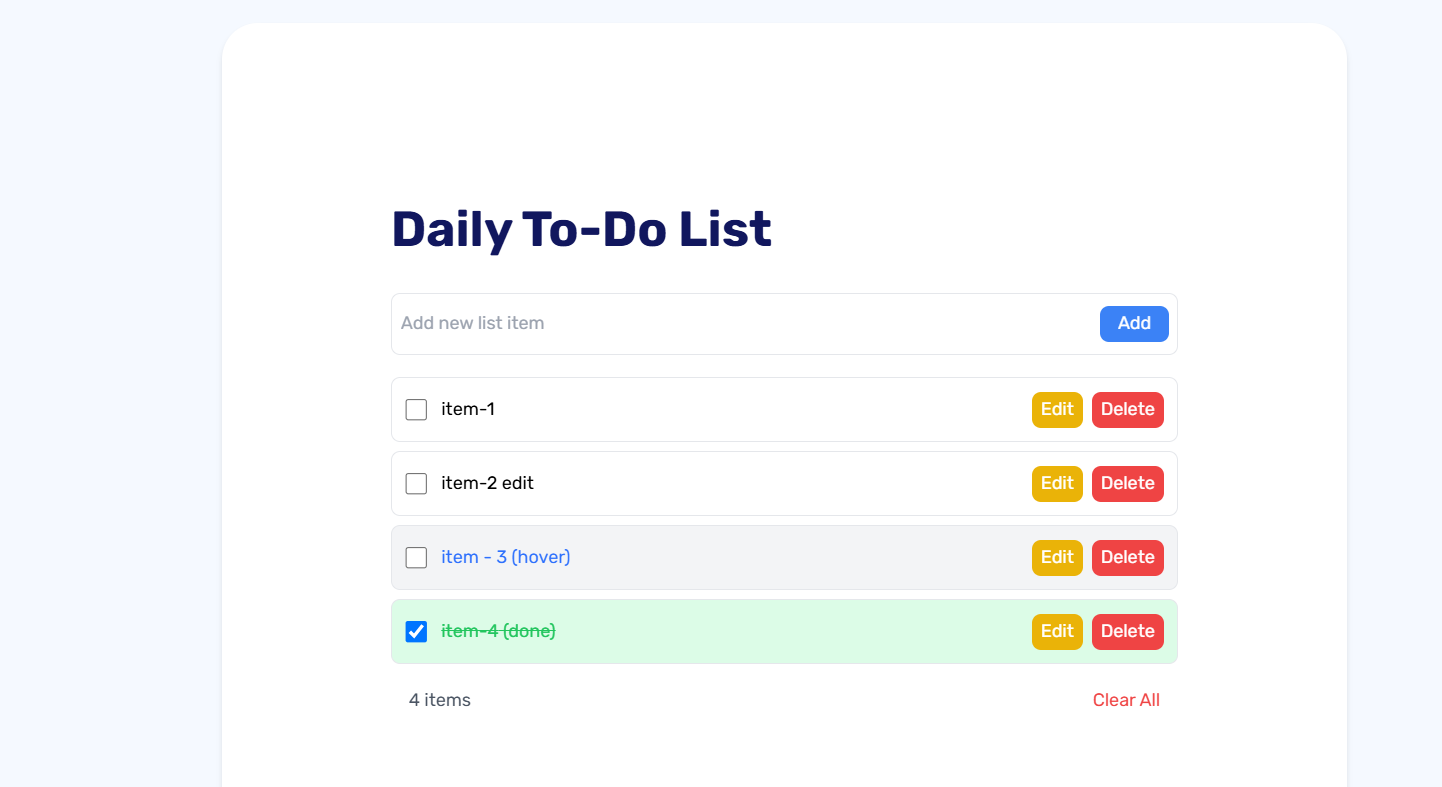 Daily To-Do List
Add new list item Add
item-1 Edit Delete
item-2 edit Edit Delete
item - 3 (hover) Edit Delete
item-4 (done) Edit Delete
4 items Clear All